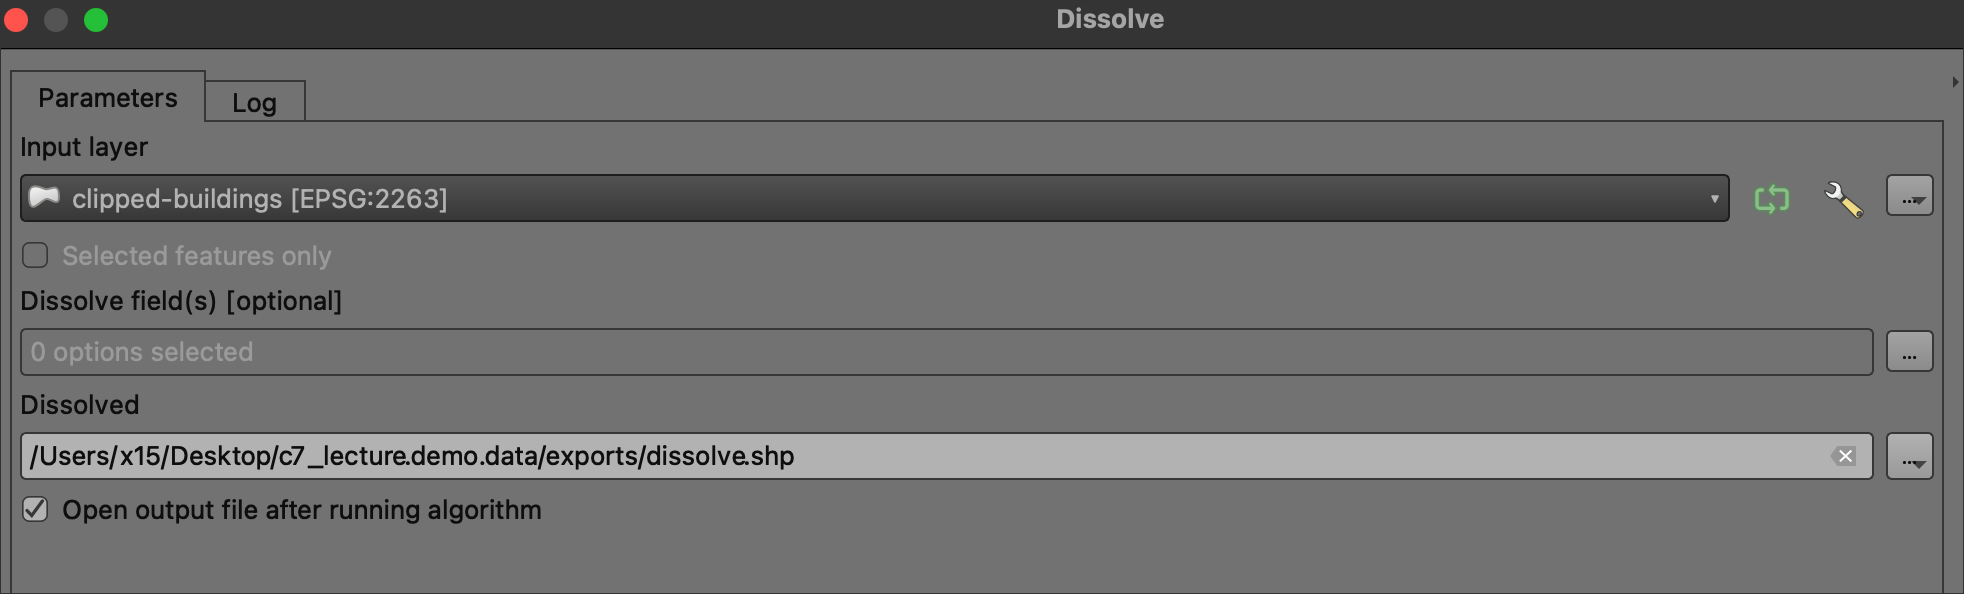 Dissolve
Parameters
Log
Input layer
clipped-buildings [EPSG:2263]
...
Selected features only
Dissolve field(s) [optional]
0 options selected
...
Dissolved
/Users/x15/Desktop/c7_lecture.demo.data/exports/dissolve.shp
...
Open output file after running algorithm